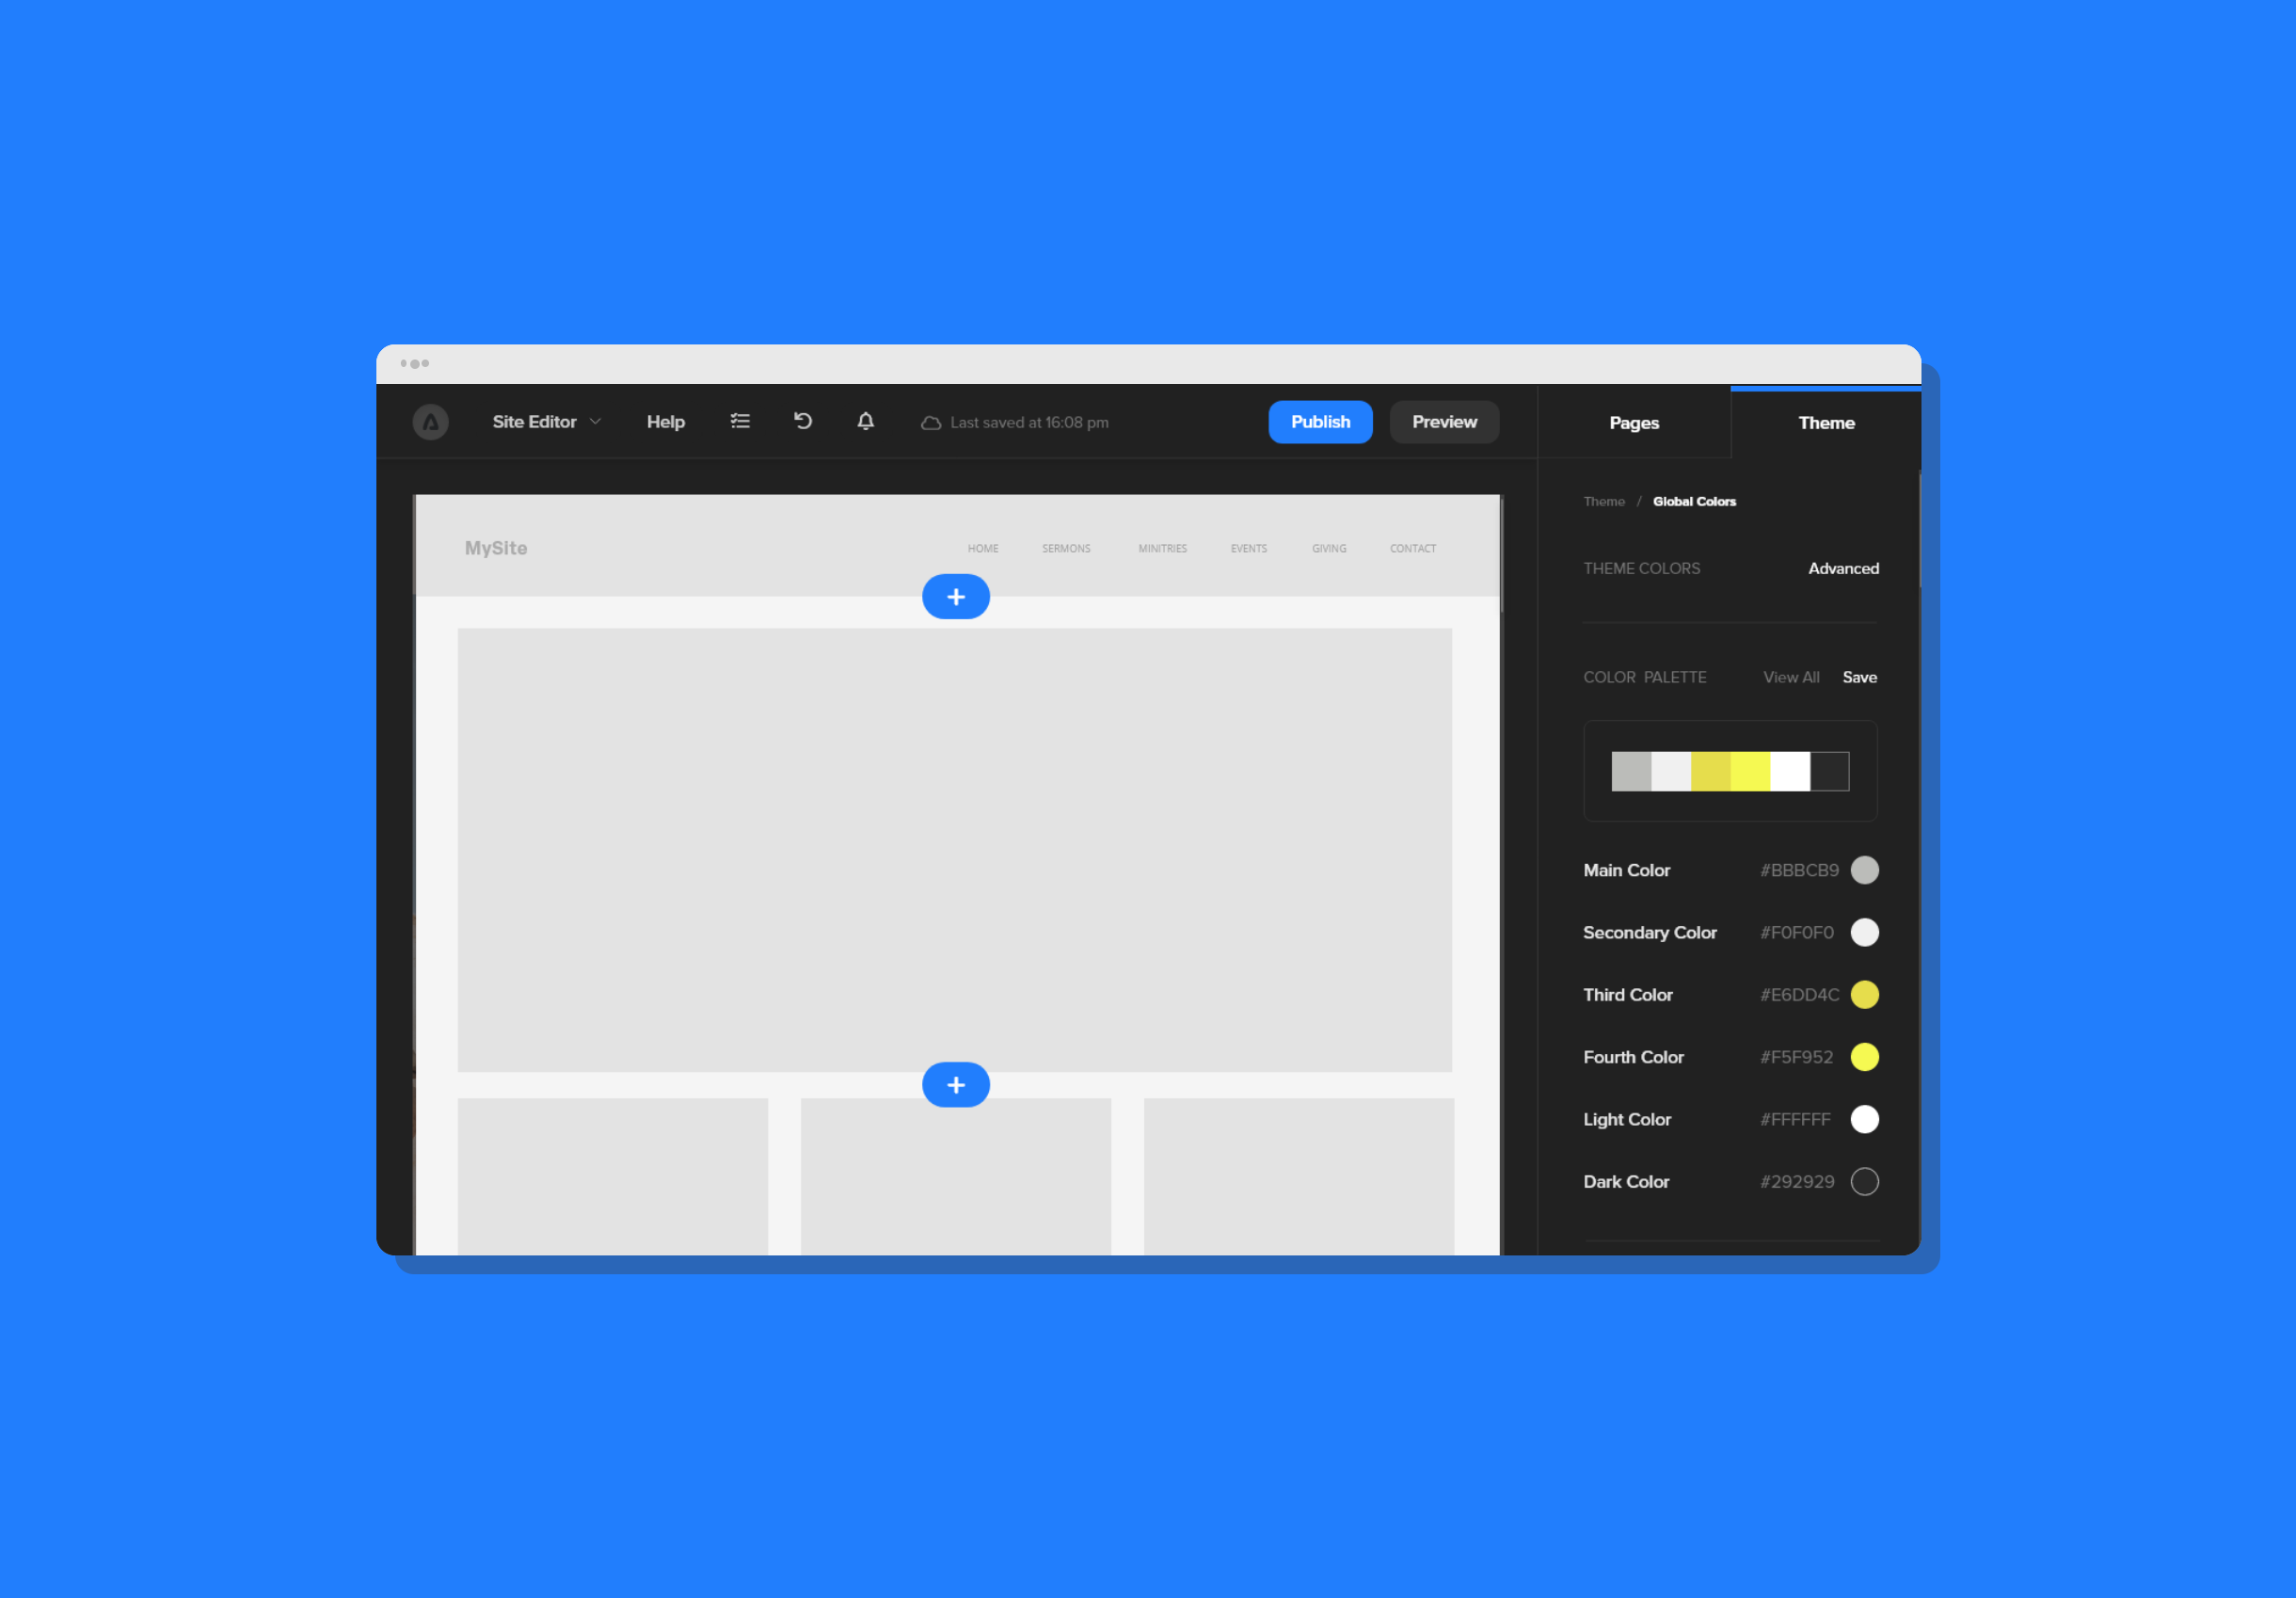 Site Editor Help Last saved at 16:08 pm Publish Preview Pages Theme
Theme / Global Colors
MySite HOME SERMONS MINITRIES EVENTS GIVING CONTACT
THEME COLORS Advanced
COLOR PALETTE View All Save
Main Color #BBBCB9
Secondary Color #F0F0F0
Third Color #E6DD4C
Fourth Color #F5F952
Light Color #FFFFFF
Dark Color #292929